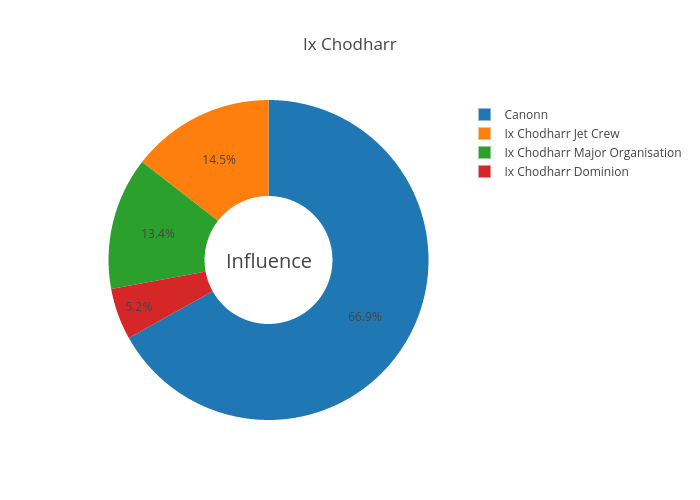 Ix Chodharr
Canonn
Ix Chodharr Jet Crew
Ix Chodharr Major Organisation
Ix Chodharr Dominion
14.5%
13.4%
5.2%
66.9%
Influence